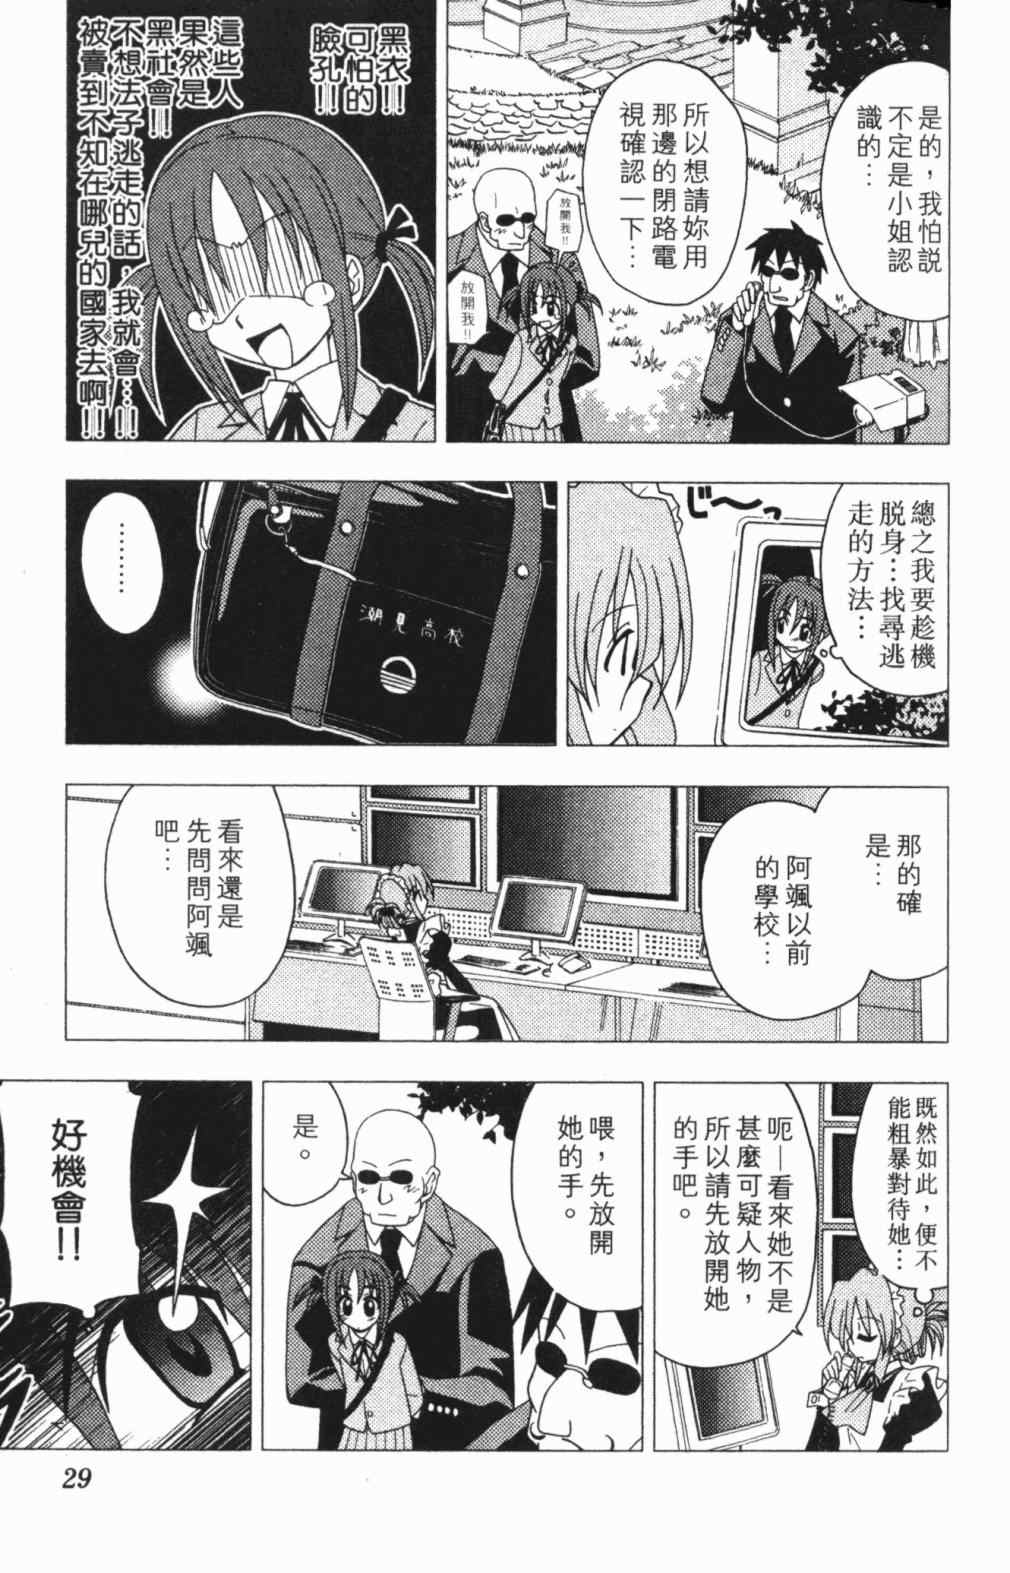 是的，我怕說
不定是小姐認
識的…
所以想請妳用
那邊的閉路電
視確認一下…
放開我!!
放開我!!
黑衣!!
可怕的
臉孔!!
這些人
果然是
黑社會!!
不想法子逃走的話，我就會…!!
被賣到不知在哪兒的國家去啊!!
總之我要趁機
脫身…找尋逃
走的方法…
じ〜っ
潮見高校
………
那的確
是…
阿颯以前
的學校…
看來還是
先問問阿颯
吧…
既然如此，便不
能粗暴對待她…
呃—看來她不是
甚麼可疑人物，
所以請先放開她
的手吧。
喂，先放開
她的手。
是。
好機會!!
29